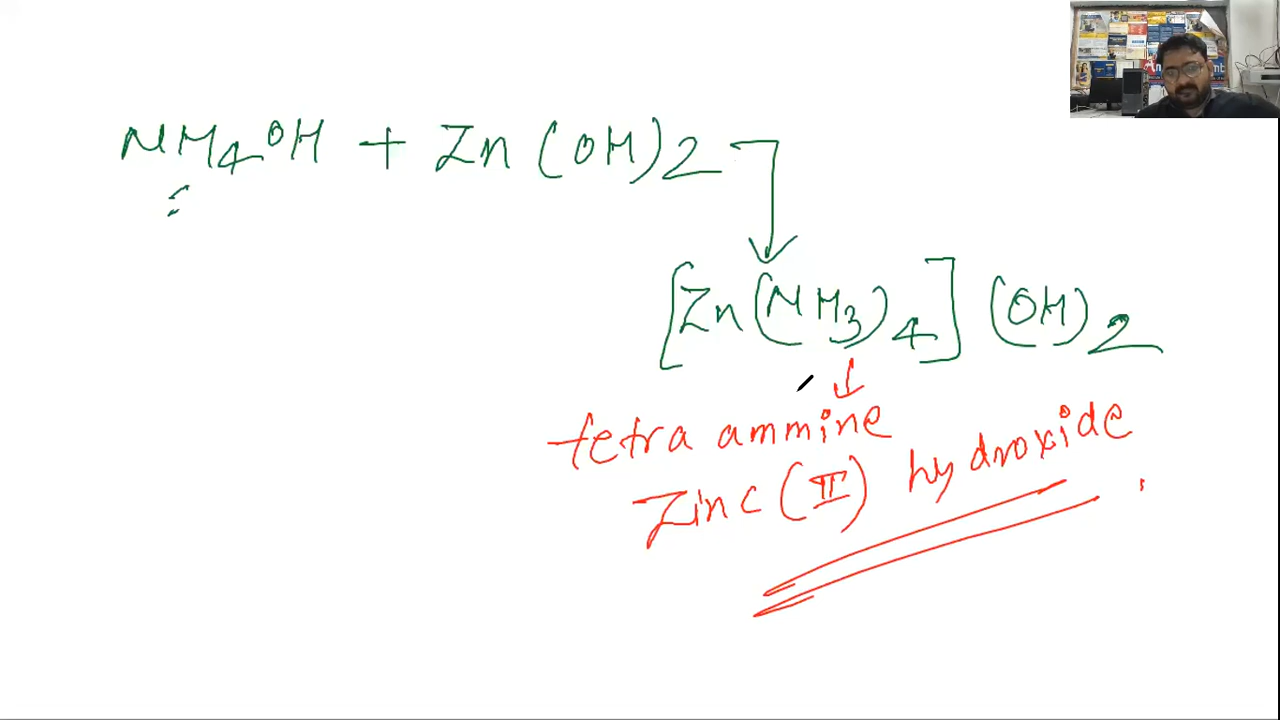 NH4OH + Zn(OH)2
[Zn(NH3)4](OH)2
tetra ammine
Zinc (II) hydroxide